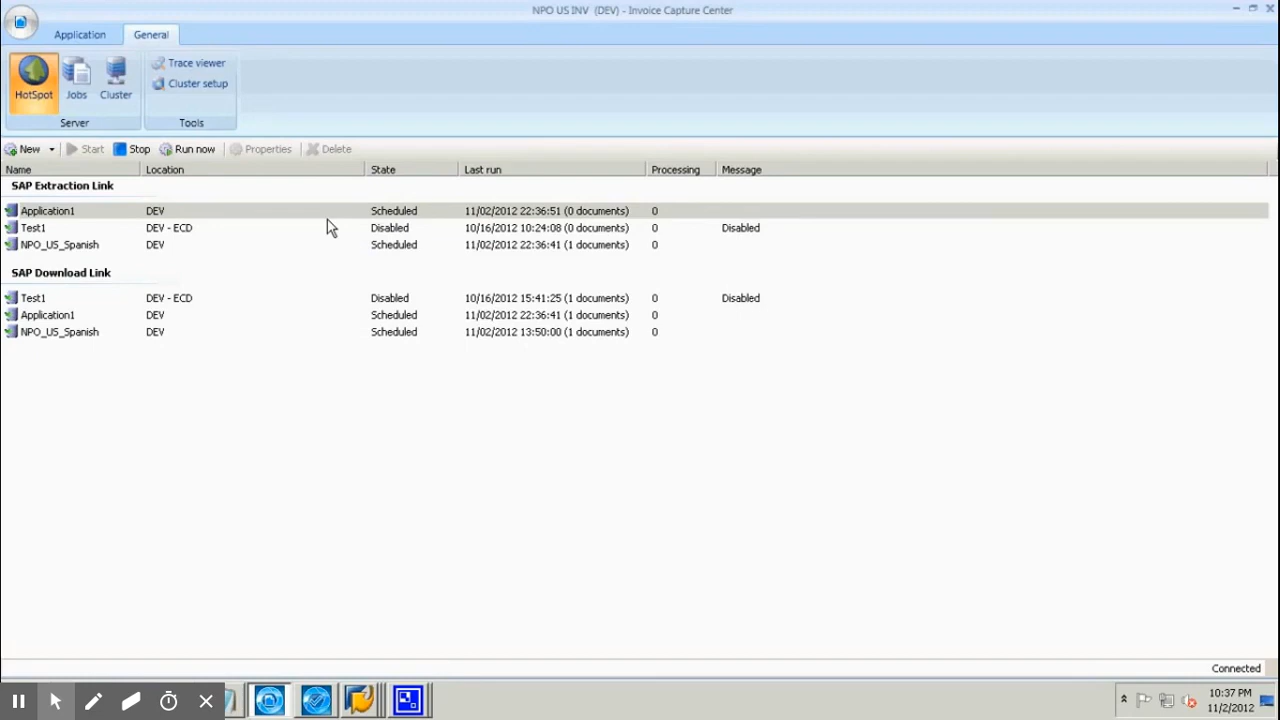 NPO US INV (DEV) - Invoice Capture Center
Application General
HotSpot Jobs Cluster
Trace viewer
Cluster setup
Server Tools
New Start Stop Run now Properties Delete
Name Location State Last run Processing Message
SAP Extraction Link
Application1 DEV Scheduled 11/02/2012 22:36:51 (0 documents) 0
Test1 DEV - ECD Disabled 10/16/2012 10:24:08 (0 documents) 0 Disabled
NPO_US_Spanish DEV Scheduled 11/02/2012 22:36:41 (1 documents) 0
SAP Download Link
Test1 DEV - ECD Disabled 10/16/2012 15:41:25 (1 documents) 0 Disabled
Application1 DEV Scheduled 11/02/2012 22:36:41 (1 documents) 0
NPO_US_Spanish DEV Scheduled 11/02/2012 13:50:00 (1 documents) 0
Connected
10:37 PM
11/2/2012